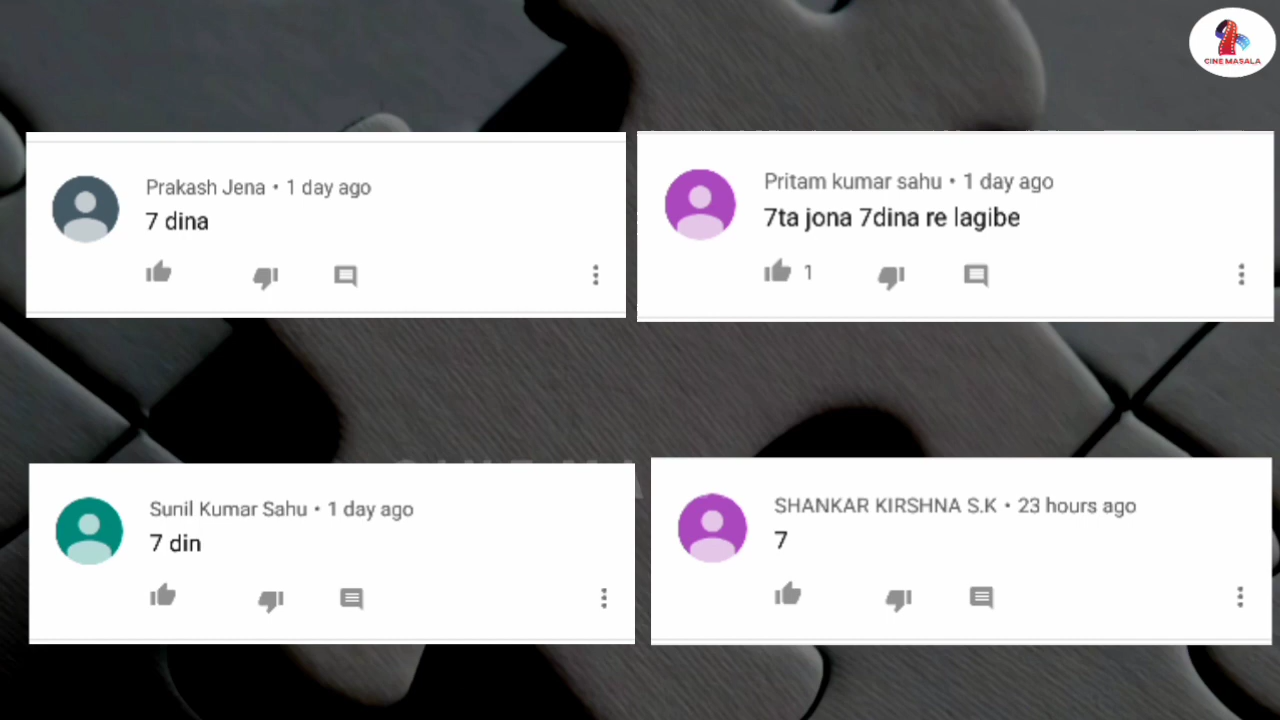 CINE MASALA
Prakash Jena • 1 day ago
7 dina
Pritam kumar sahu • 1 day ago
7ta jona 7dina re lagibe
1
Sunil Kumar Sahu • 1 day ago
7 din
SHANKAR KIRSHNA S.K • 23 hours ago
7